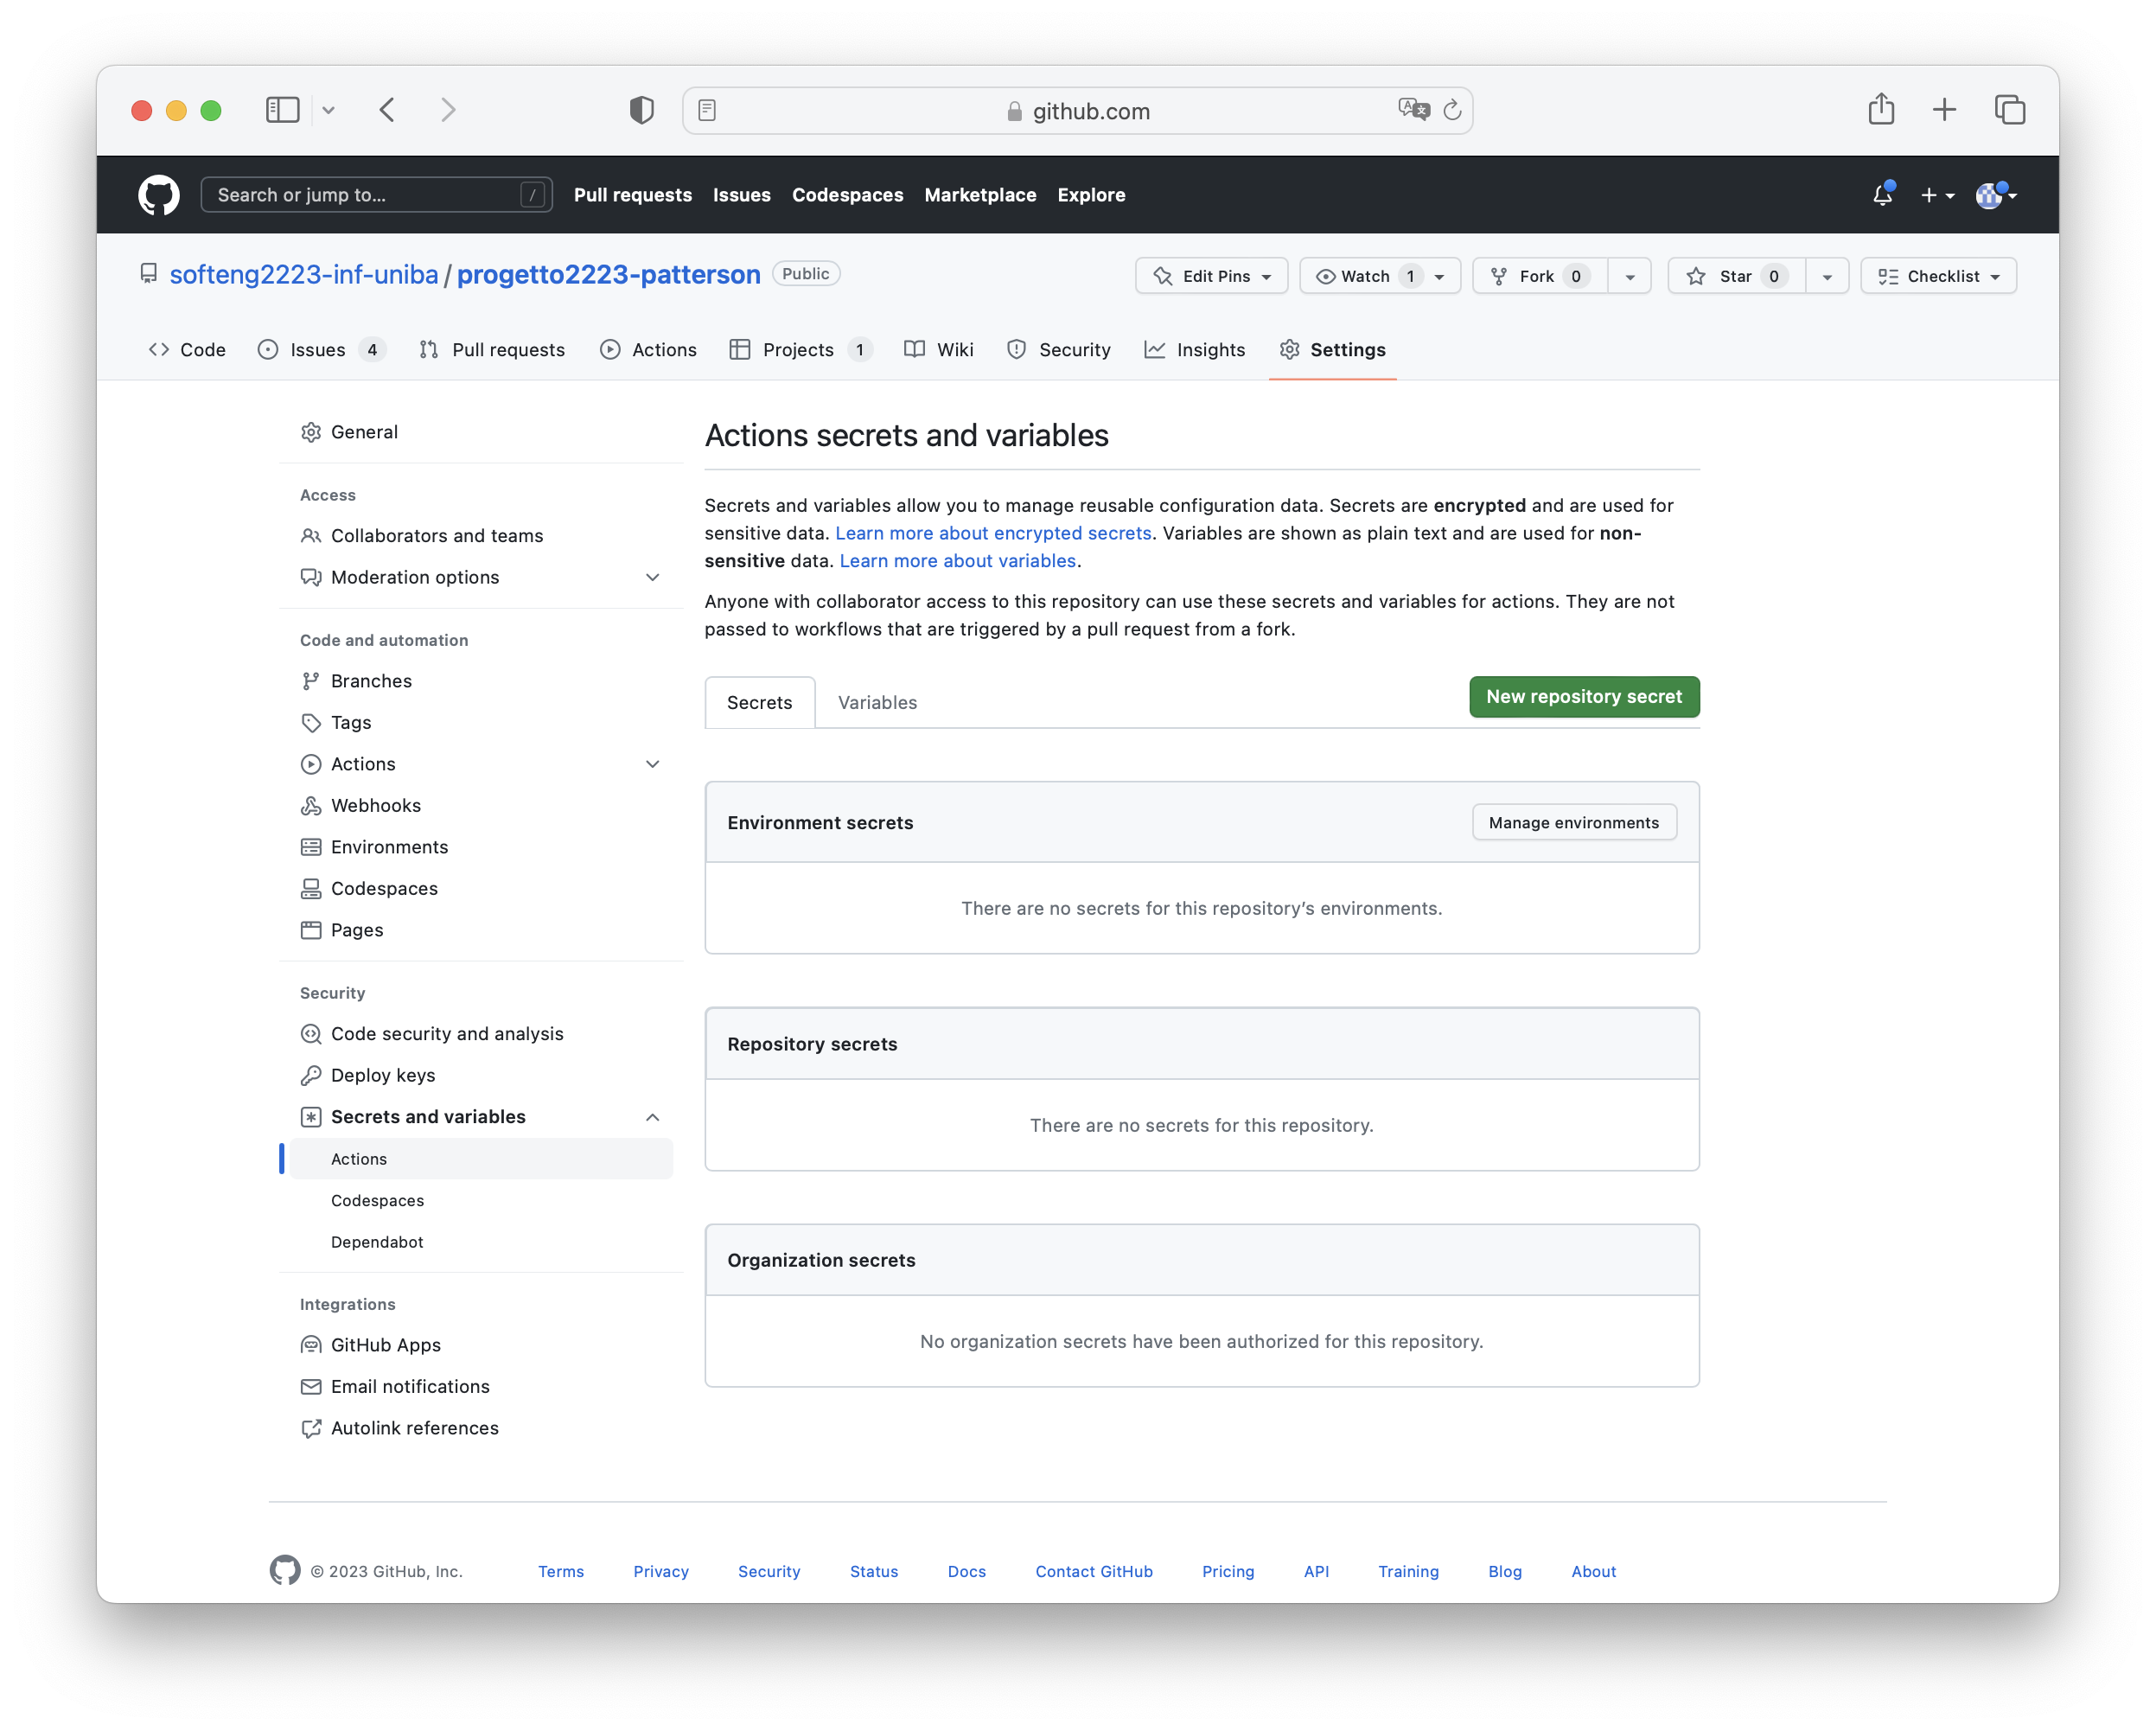 github.com
Search or jump to... /
Pull requests Issues Codespaces Marketplace Explore
softeng2223-inf-uniba / progetto2223-patterson Public
Edit Pins Watch 1 Fork 0 Star 0 Checklist
Code Issues 4 Pull requests Actions Projects 1 Wiki Security Insights Settings
General
Access
Collaborators and teams
Moderation options
Code and automation
Branches
Tags
Actions
Webhooks
Environments
Codespaces
Pages
Security
Code security and analysis
Deploy keys
Secrets and variables
Actions
Codespaces
Dependabot
Integrations
GitHub Apps
Email notifications
Autolink references
Actions secrets and variables
Secrets and variables allow you to manage reusable configuration data. Secrets are encrypted and are used for
sensitive data. Learn more about encrypted secrets. Variables are shown as plain text and are used for non-
sensitive data. Learn more about variables.
Anyone with collaborator access to this repository can use these secrets and variables for actions. They are not
passed to workflows that are triggered by a pull request from a fork.
Secrets Variables New repository secret
Environment secrets Manage environments
There are no secrets for this repository’s environments.
Repository secrets
There are no secrets for this repository.
Organization secrets
No organization secrets have been authorized for this repository.
© 2023 GitHub, Inc. Terms Privacy Security Status Docs Contact GitHub Pricing API Training Blog About